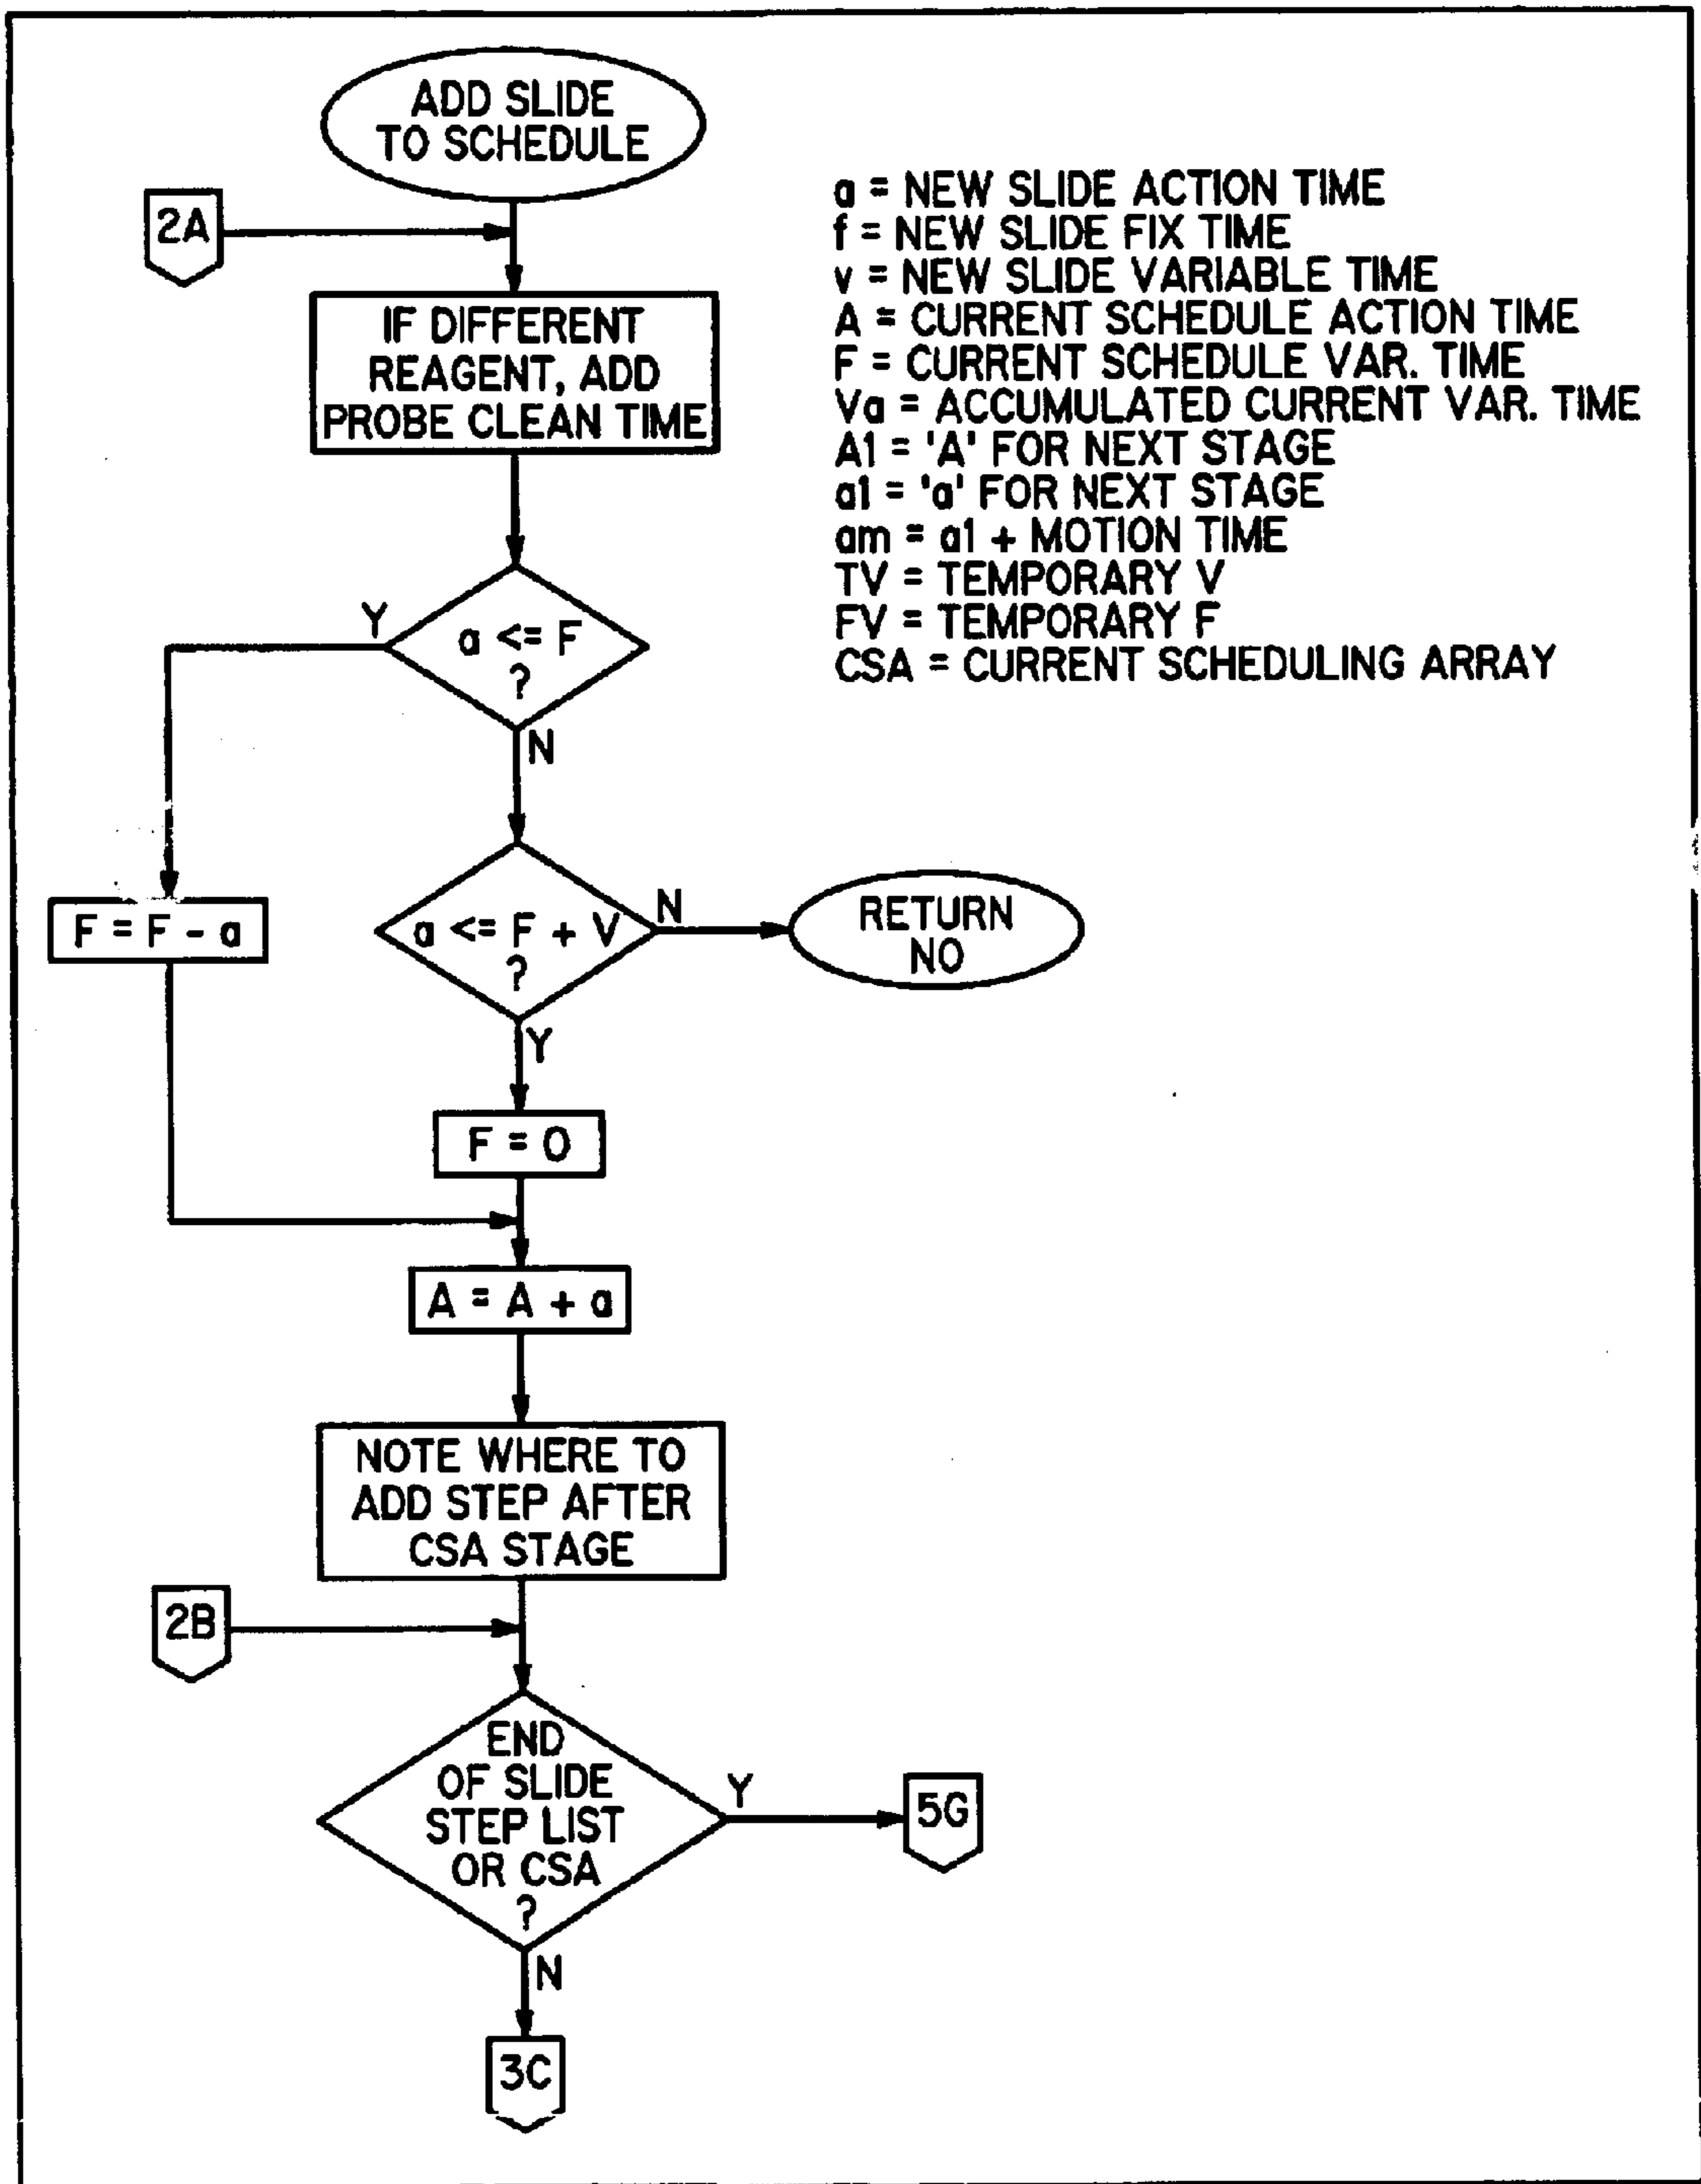 ADD SLIDE
TO SCHEDULE
2A
IF DIFFERENT
REAGENT, ADD
PROBE CLEAN TIME
a = NEW SLIDE ACTION TIME
f = NEW SLIDE FIX TIME
v = NEW SLIDE VARIABLE TIME
A = CURRENT SCHEDULE ACTION TIME
F = CURRENT SCHEDULE VAR. TIME
Va = ACCUMULATED CURRENT VAR. TIME
A1 = 'A' FOR NEXT STAGE
a1 = 'a' FOR NEXT STAGE
am = a1 + MOTION TIME
TV = TEMPORARY V
FV = TEMPORARY F
CSA = CURRENT SCHEDULING ARRAY
Y
a <= F
?
N
F = F - a
a <= F + V
?
N
RETURN
NO
Y
F = 0
A = A + a
NOTE WHERE TO
ADD STEP AFTER
CSA STAGE
2B
END
OF SLIDE
STEP LIST
OR CSA
?
Y
5G
N
3C